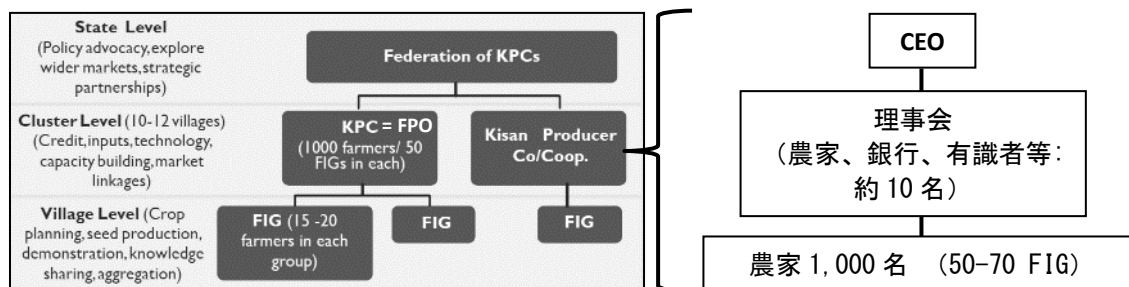 State Level
(Policy advocacy, explore
wider markets, strategic
partnerships)
Federation of KPCs
Cluster Level (10-12 villages)
(Credit, inputs, technology,
capacity building, market
linkages)
KPC = FPO
(1000 farmers/ 50
FIGs in each)
Kisan Producer
Co/Coop.
Village Level (Crop
planning, seed production,
demonstration, knowledge
sharing, aggregation)
FIG (15 -20
farmers in each
group)
FIG
FIG
CEO
理事会
（農家、銀行、有識者等:
約 10 名）
農家 1,000 名 （50-70 FIG）